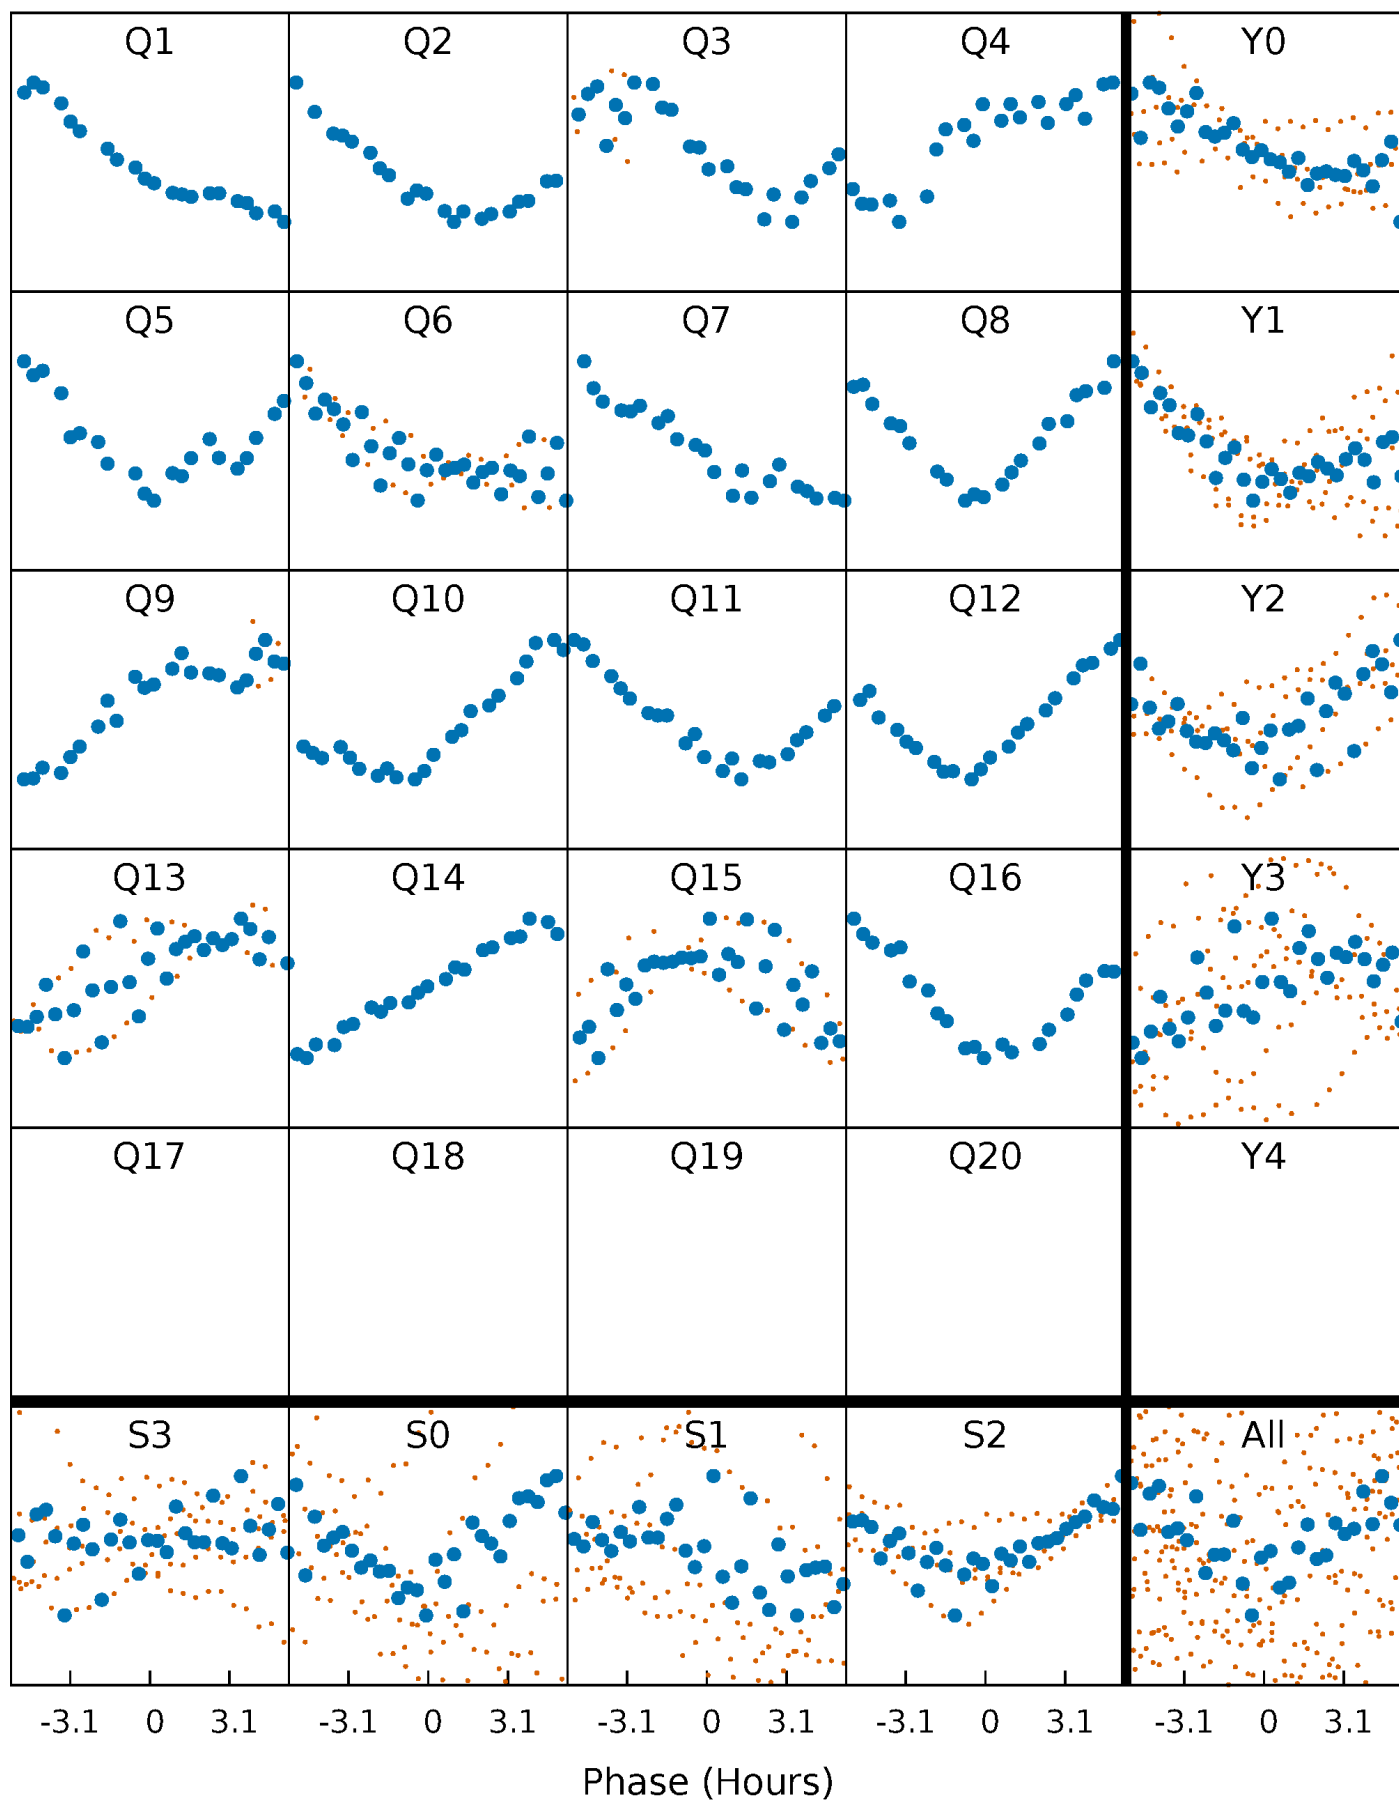 Q1 Q2 Q3 Q4 Y0
Q5 Q6 Q7 Q8 Y1
Q9 Q10 Q11 Q12 Y2
Q13 Q14 Q15 Q16 Y3
Q17 Q18 Q19 Q20 Y4
S3 S0 S1 S2 All
-3.1 0 3.1 -3.1 0 3.1 -3.1 0 3.1 -3.1 0 3.1 -3.1 0 3.1
Phase (Hours)